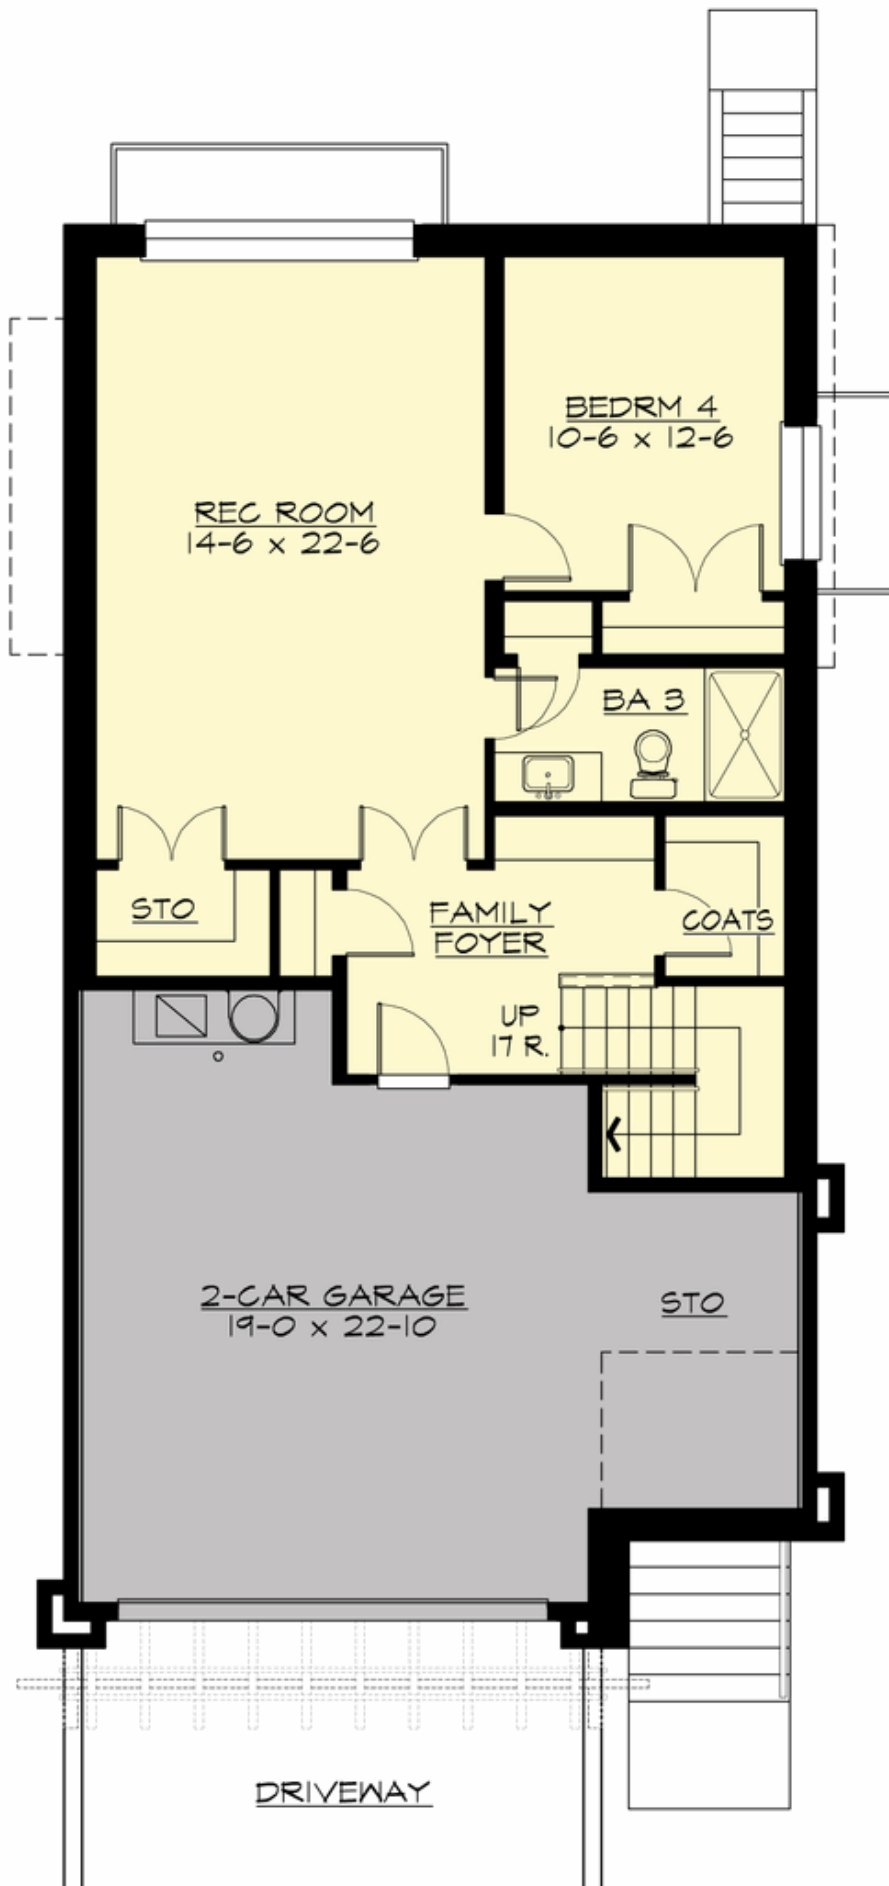 BEDRM 4
10-6 x 12-6
REC ROOM
14-6 x 22-6
BA 3
STO
FAMILY
FOYER
COATS
UP
17 R.
2-CAR GARAGE
19-0 x 22-10
STO
DRIVEWAY